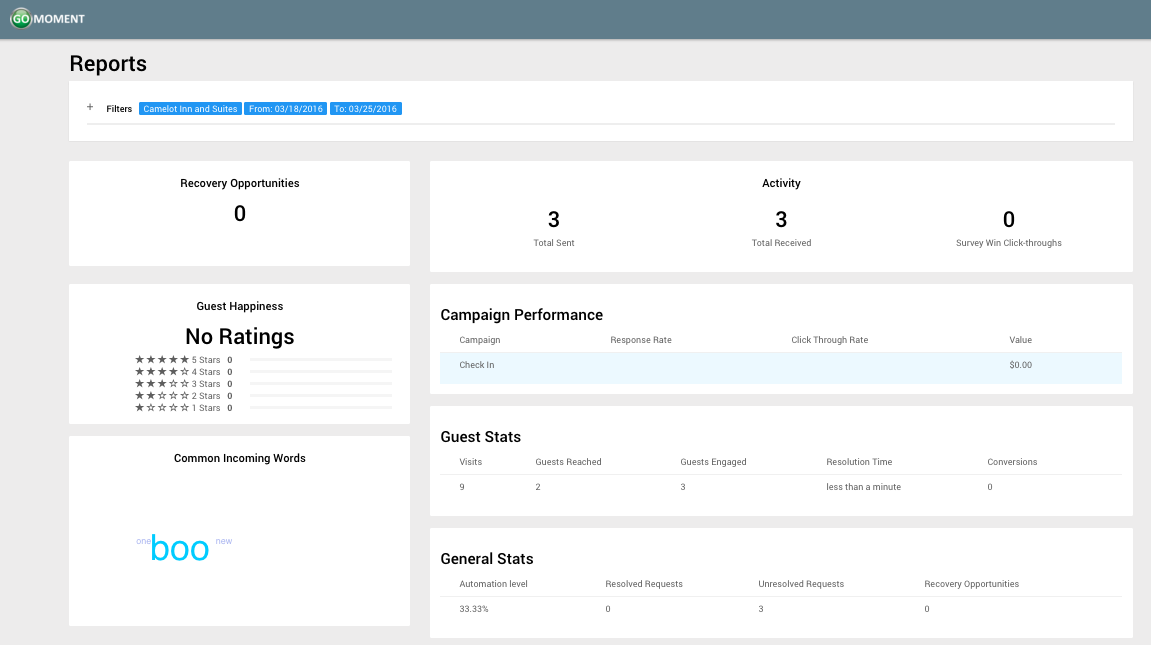 GO MOMENT
Reports
+ Filters Camelot Inn and Suites From: 03/18/2016 To: 03/25/2016
Recovery Opportunities
0
Activity
3 3 0
Total Sent Total Received Survey Win Click-throughs
Guest Happiness
No Ratings
★★★★★ 5 Stars 0
★★★★☆ 4 Stars 0
★★★☆☆ 3 Stars 0
★★☆☆☆ 2 Stars 0
★☆☆☆☆ 1 Stars 0
Campaign Performance
Campaign Response Rate Click Through Rate Value
Check In $0.00
Common Incoming Words
one boo new
Guest Stats
Visits Guests Reached Guests Engaged Resolution Time Conversions
9 2 3 less than a minute 0
General Stats
Automation level Resolved Requests Unresolved Requests Recovery Opportunities
33.33% 0 3 0